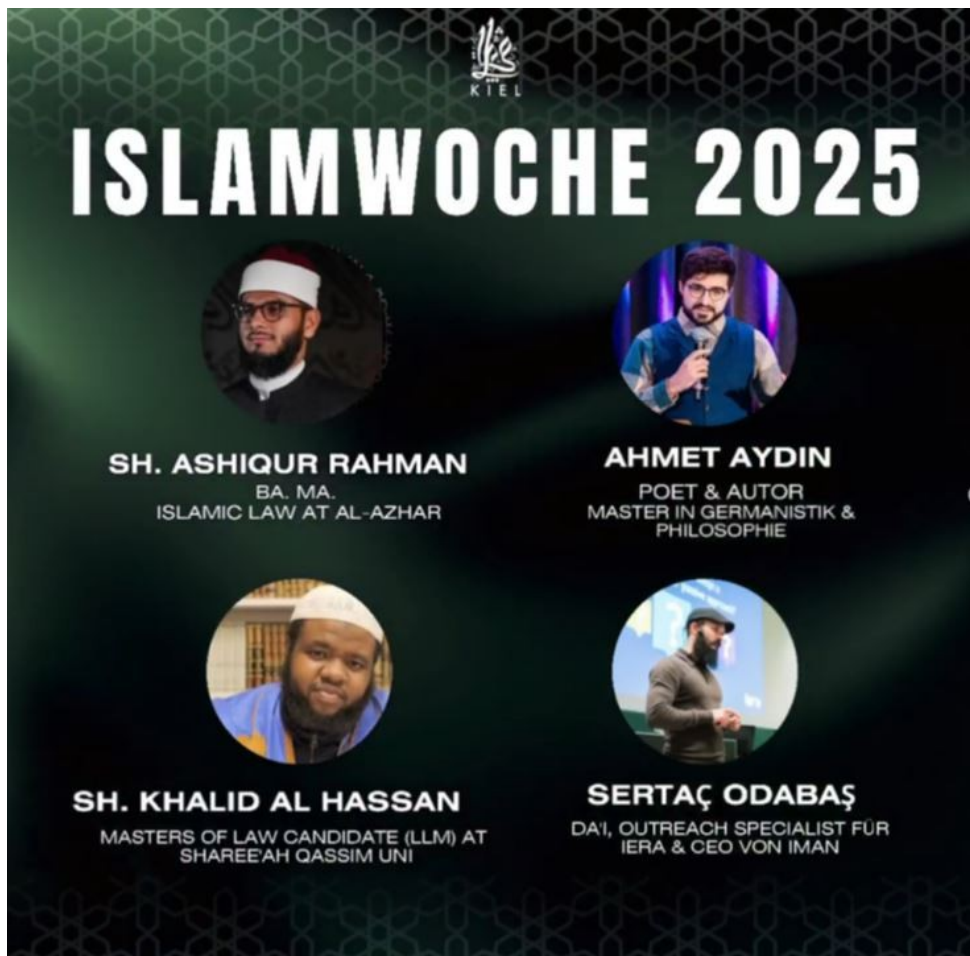 KIEL
ISLAMWOCHE 2025
SH. ASHIQUR RAHMAN
BA. MA.
ISLAMIC LAW AT AL-AZHAR
AHMET AYDIN
POET & AUTOR
MASTER IN GERMANISTIK &
PHILOSOPHIE
SH. KHALID AL HASSAN
MASTERS OF LAW CANDIDATE (LLM) AT
SHAREE'AH QASSIM UNI
SERTAÇ ODABAŞ
DA'I, OUTREACH SPECIALIST FÜR
IERA & CEO VON IMAN